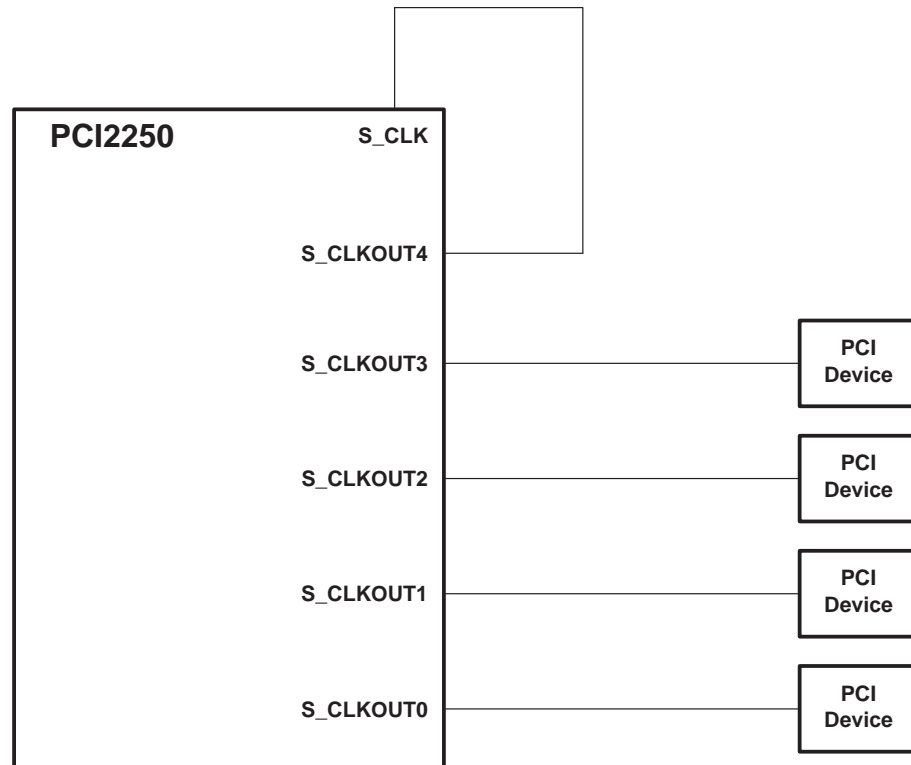 PCI2250
S_CLK
S_CLKOUT4
S_CLKOUT3
PCI
Device
S_CLKOUT2
PCI
Device
S_CLKOUT1
PCI
Device
S_CLKOUT0
PCI
Device